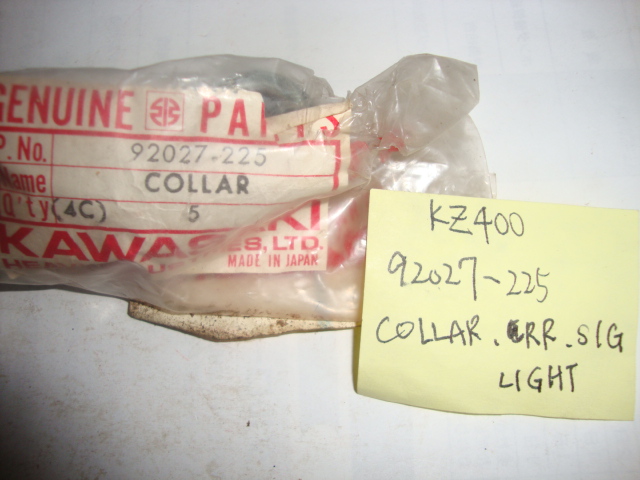 GENUINE PARTS
P. No. 92027-225
Name COLLAR
Q'ty (4C) 5
KAWASAKI
ES, LTD.
MADE IN JAPAN
KZ400
92027-225
COLLAR. RR. SIG
LIGHT